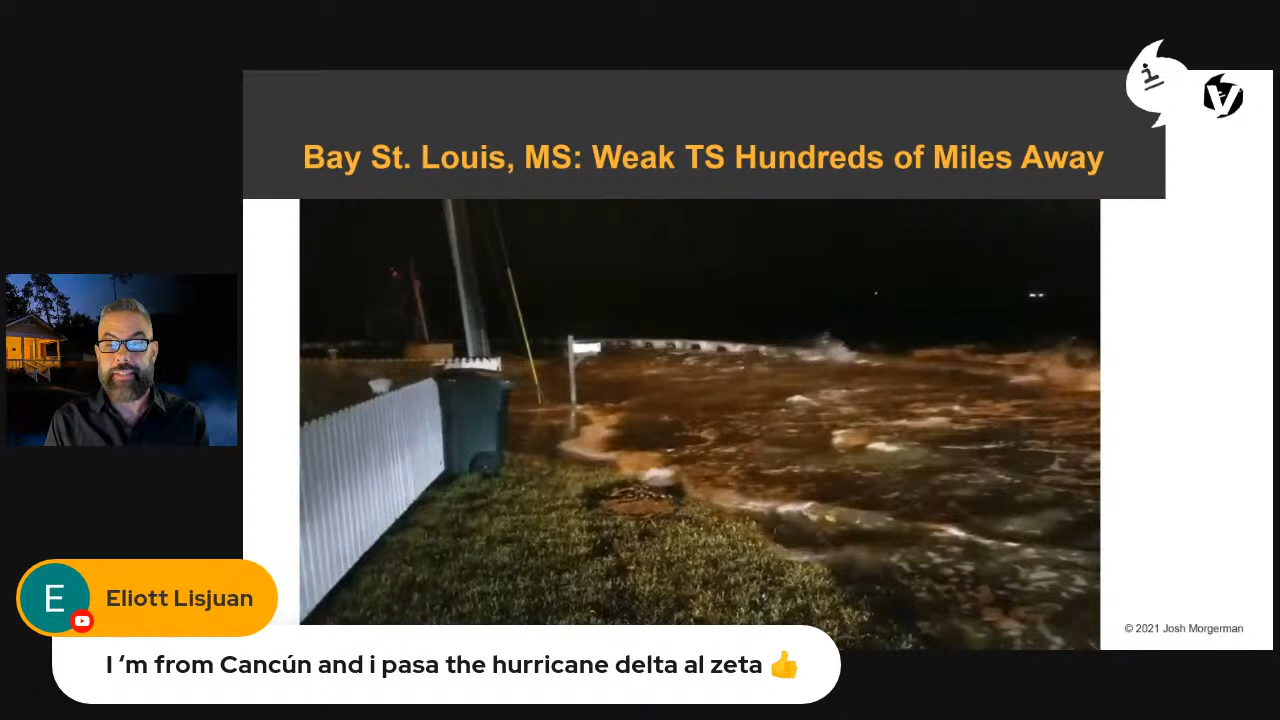 Bay St. Louis, MS: Weak TS Hundreds of Miles Away
© 2021 Josh Morgerman
E
Eliott Lisjuan
I ‘m from Cancún and i pasa the hurricane delta al zeta 👍